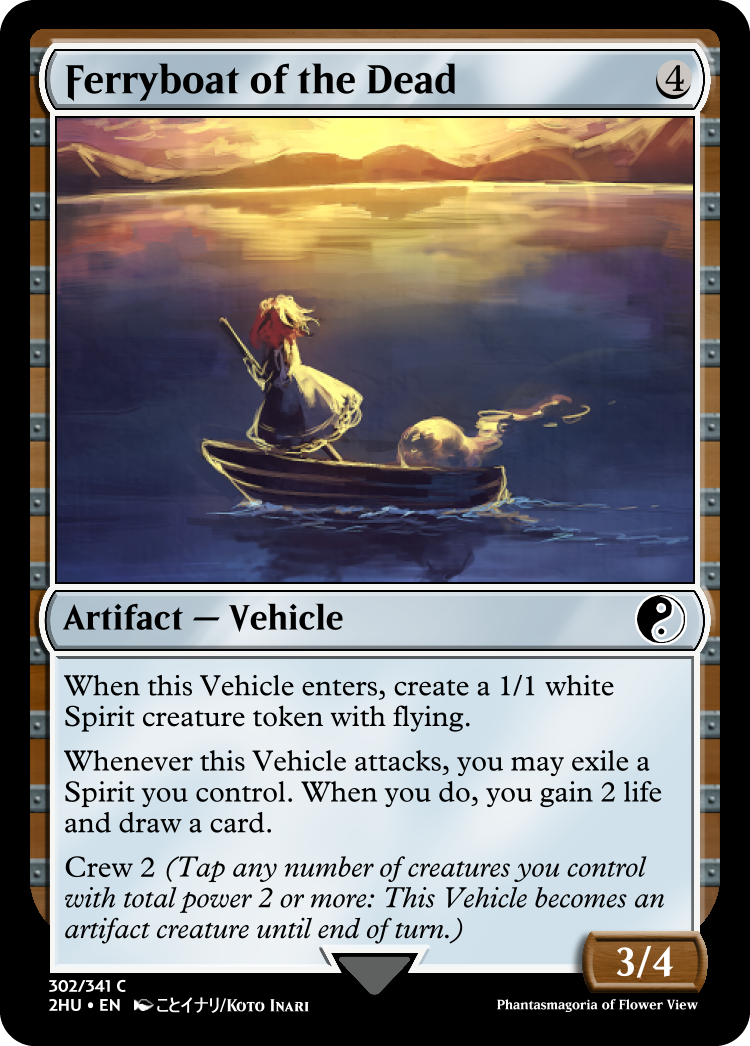 Ferryboat of the Dead
4
Artifact — Vehicle
When this Vehicle enters, create a 1/1 white
Spirit creature token with flying.
Whenever this Vehicle attacks, you may exile a
Spirit you control. When you do, you gain 2 life
and draw a card.
Crew 2 (Tap any number of creatures you control
with total power 2 or more: This Vehicle becomes an
artifact creature until end of turn.)
3/4
302/341 C
2HU • EN ことイナリ/Koto Inari
Phantasmagoria of Flower View